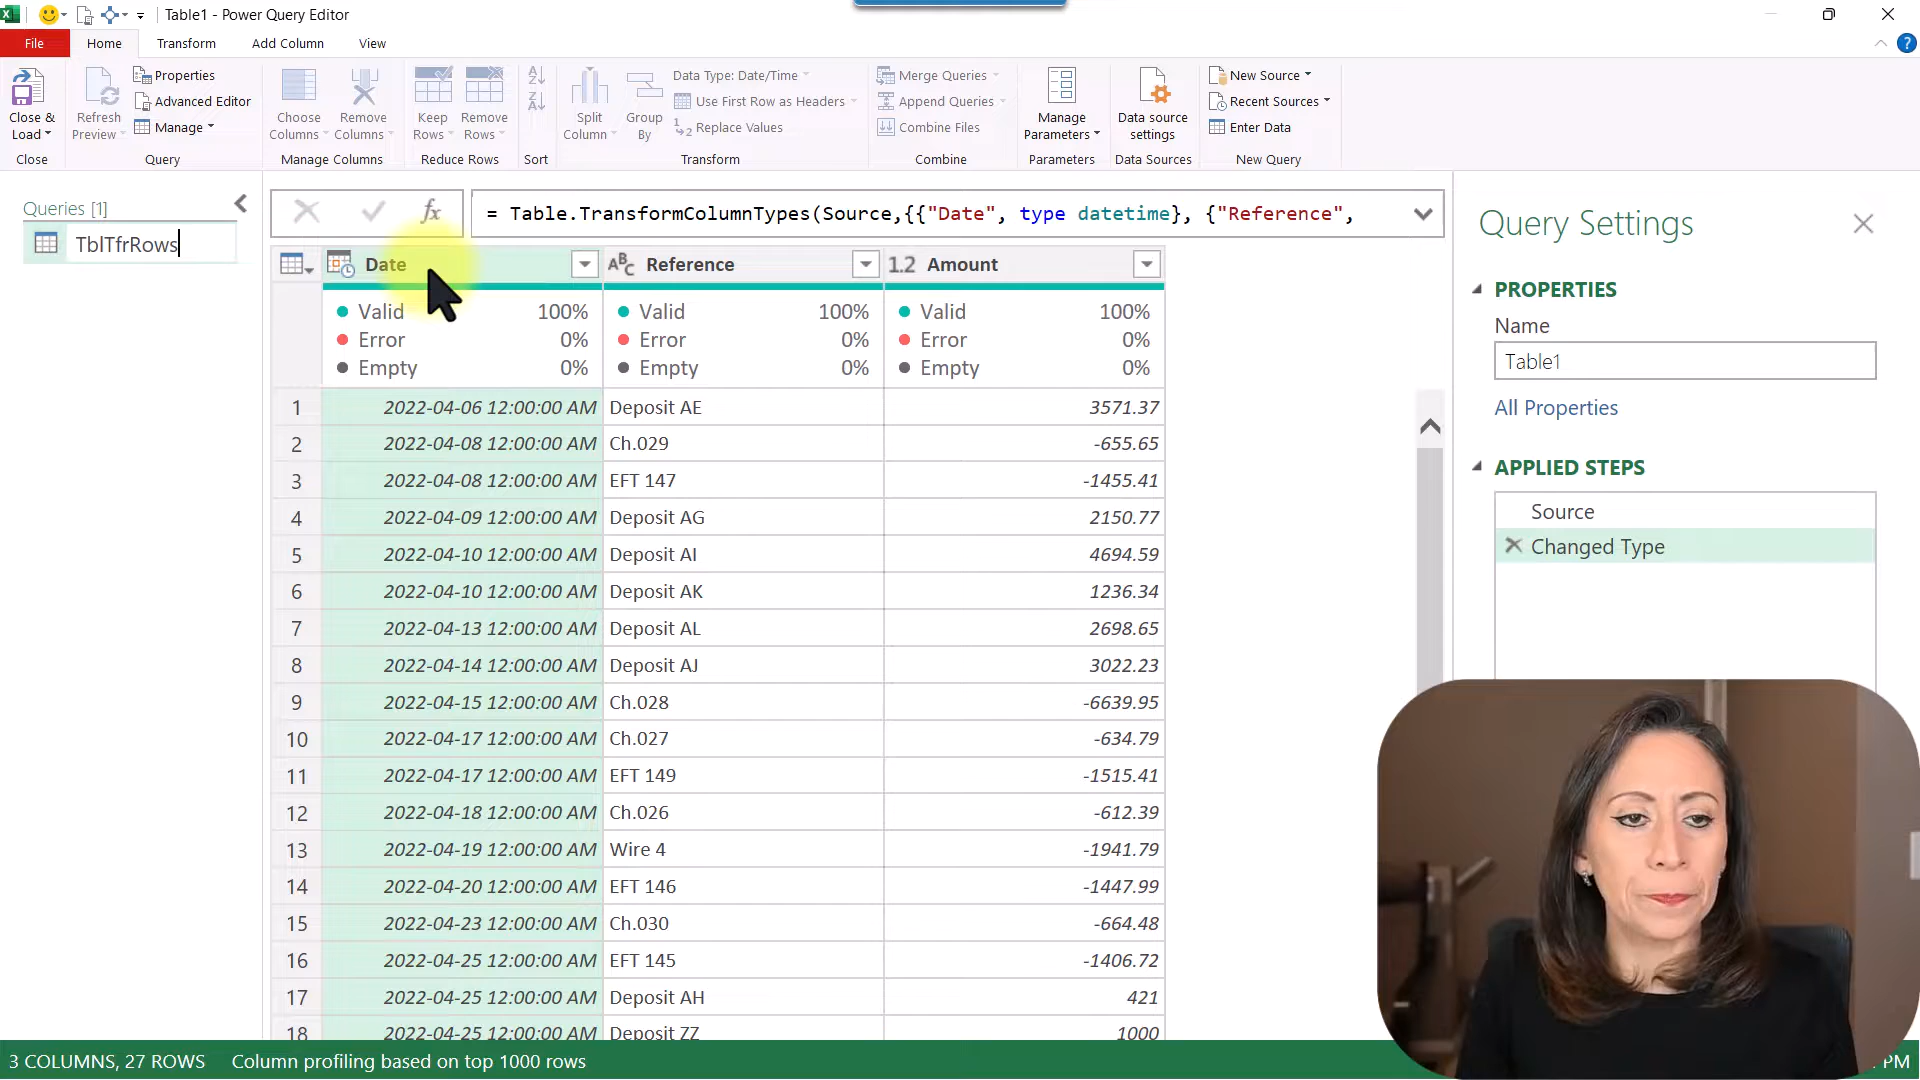 Table1 - Power Query Editor
File Home Transform Add Column View
Close & Load
Close
Refresh Preview
Properties
Advanced Editor
Manage
Query
Choose Columns
Remove Columns
Manage Columns
Keep Rows
Remove Rows
Reduce Rows
Sort
Split Column
Group By
Data Type: Date/Time
Use First Row as Headers
Replace Values
Transform
Merge Queries
Append Queries
Combine Files
Combine
Manage Parameters
Parameters
Data source settings
Data Sources
New Source
Recent Sources
Enter Data
New Query
Queries [1]
TblTfrRows
fx
= Table.TransformColumnTypes(Source,{{"Date", type datetime}, {"Reference",
Date Reference Amount
Valid 100% Valid 100% Valid 100%
Error 0% Error 0% Error 0%
Empty 0% Empty 0% Empty 0%
1 2022-04-06 12:00:00 AM Deposit AE 3571.37
2 2022-04-08 12:00:00 AM Ch.029 -655.65
3 2022-04-08 12:00:00 AM EFT 147 -1455.41
4 2022-04-09 12:00:00 AM Deposit AG 2150.77
5 2022-04-10 12:00:00 AM Deposit AI 4694.59
6 2022-04-10 12:00:00 AM Deposit AK 1236.34
7 2022-04-13 12:00:00 AM Deposit AL 2698.65
8 2022-04-14 12:00:00 AM Deposit AJ 3022.23
9 2022-04-15 12:00:00 AM Ch.028 -6639.95
10 2022-04-17 12:00:00 AM Ch.027 -634.79
11 2022-04-17 12:00:00 AM EFT 149 -1515.41
12 2022-04-18 12:00:00 AM Ch.026 -612.39
13 2022-04-19 12:00:00 AM Wire 4 -1941.79
14 2022-04-20 12:00:00 AM EFT 146 -1447.99
15 2022-04-23 12:00:00 AM Ch.030 -664.48
16 2022-04-25 12:00:00 AM EFT 145 -1406.72
17 2022-04-25 12:00:00 AM Deposit AH 421
18 2022-04-25 12:00:00 AM Deposit ZZ 1000
Query Settings
PROPERTIES
Name
Table1
All Properties
APPLIED STEPS
Source
Changed Type
3 COLUMNS, 27 ROWS Column profiling based on top 1000 rows
PM